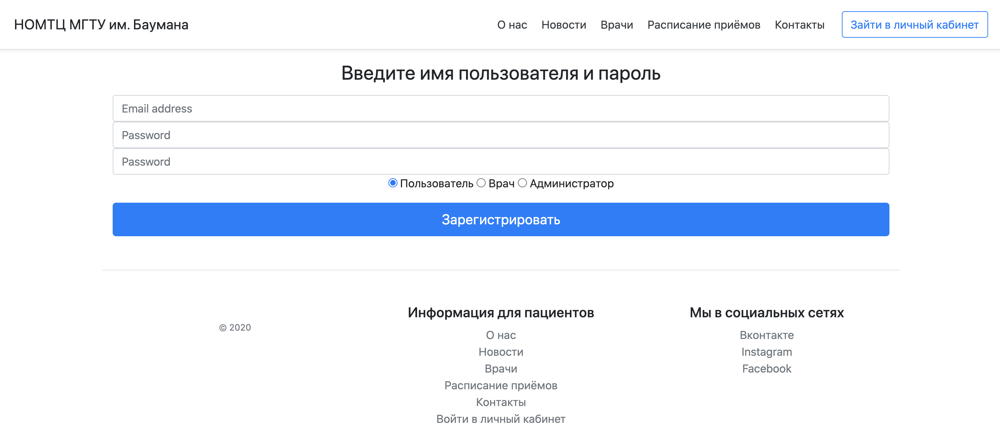 НОМТЦ МГТУ им. Баумана
О нас Новости Врачи Расписание приёмов Контакты Зайти в личный кабинет
Введите имя пользователя и пароль
Email address
Password
Password
Пользователь Врач Администратор
Зарегистрировать
© 2020
Информация для пациентов
О нас
Новости
Врачи
Расписание приёмов
Контакты
Войти в личный кабинет
Мы в социальных сетях
Вконтакте
Instagram
Facebook